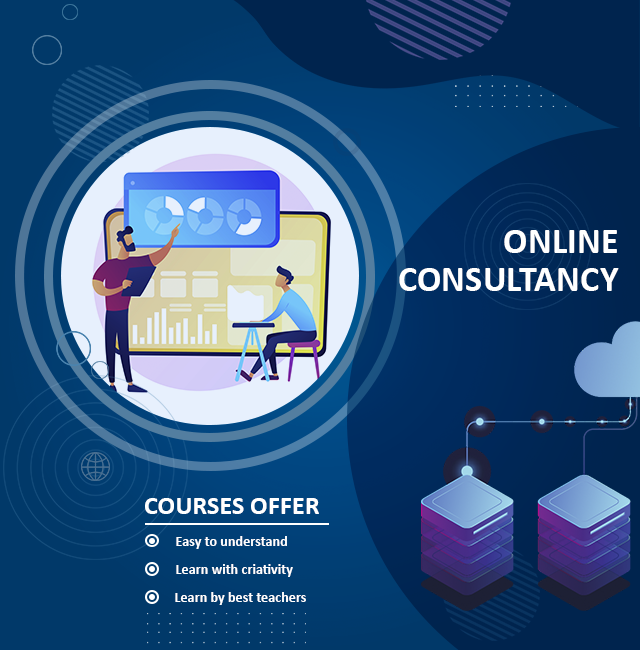 ONLINE
CONSULTANCY
COURSES OFFER
Easy to understand
Learn with criativity
Learn by best teachers